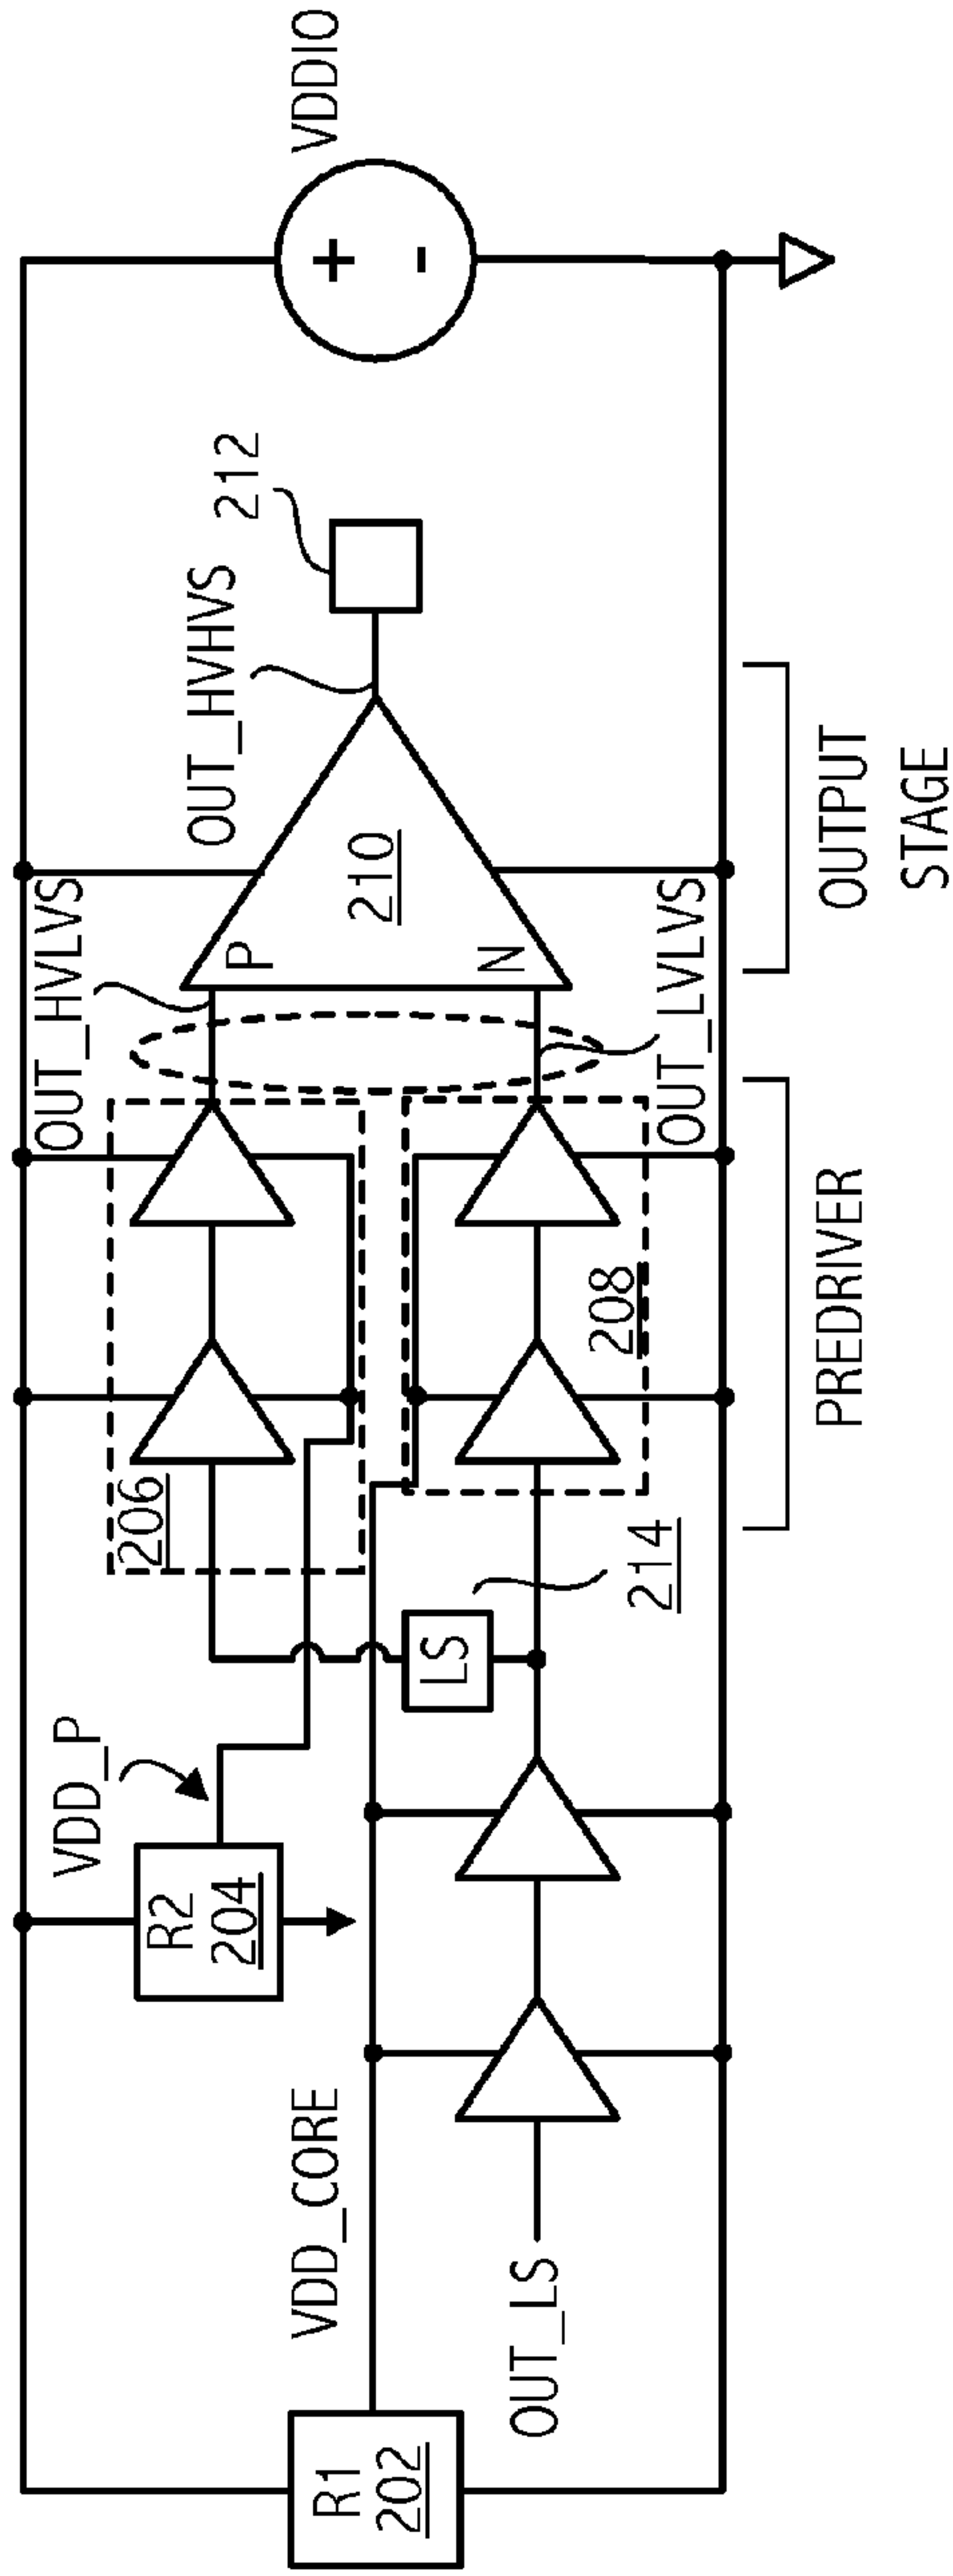 VDDIO
+
-
212
OUT_HVHVS
OUT_HVLVS
P
210
N
OUT_LVLVS
OUTPUT
STAGE
206
208
PREDRIVER
214
LS
VDD_P
R2
204
VDD_CORE
OUT_LS
R1
202